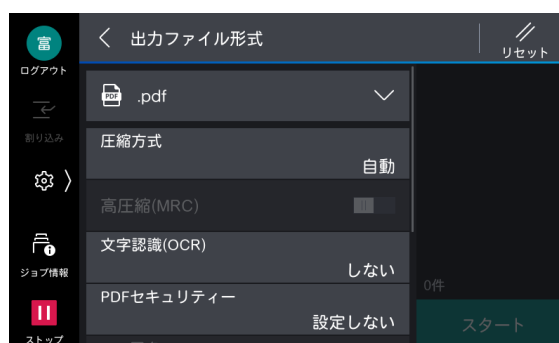 富
出力ファイル形式
リセット
ログアウト
PDF
.pdf
割り込み
圧縮方式
自動
高圧縮(MRC)
文字認識(OCR)
しない
ジョブ情報
0件
PDFセキュリティー
設定しない
スタート
ストップ